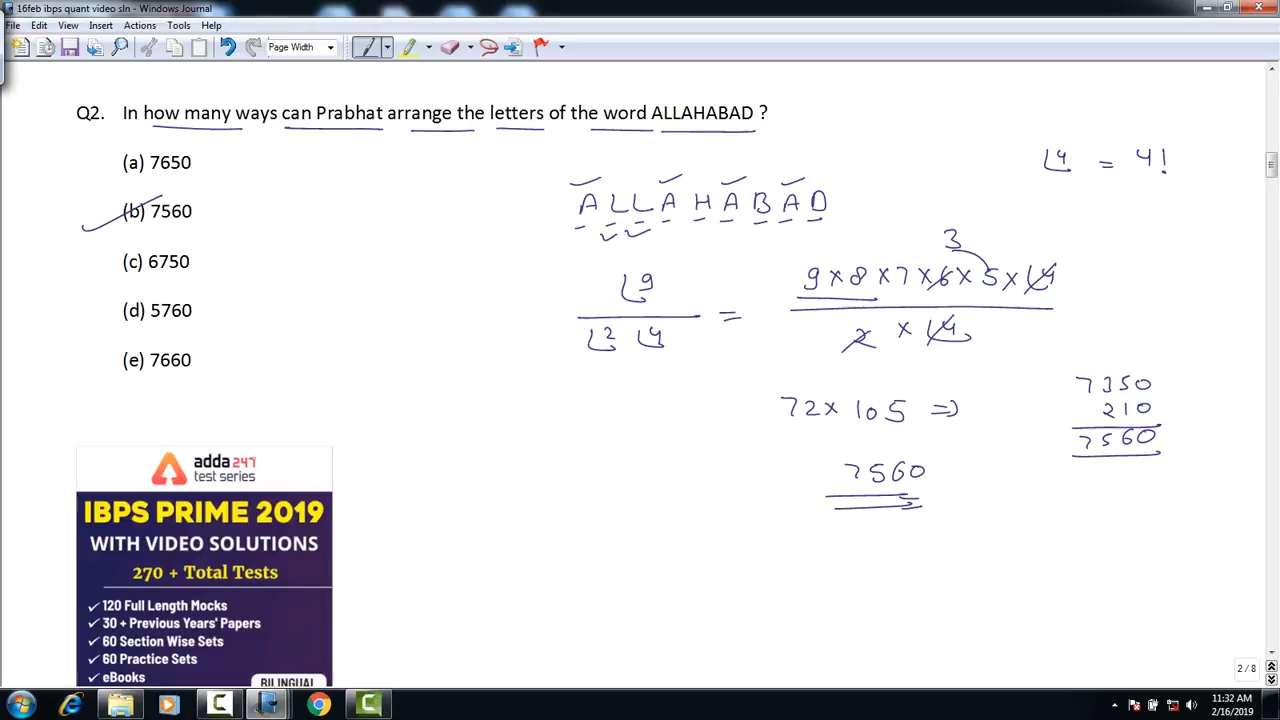 16feb ibps quant video sln - Windows Journal
File Edit View Insert Actions Tools Help
Page Width
Q2. In how many ways can Prabhat arrange the letters of the word ALLAHABAD ?
(a) 7650
(b) 7560
(c) 6750
(d) 5760
(e) 7660
∟4 = 4!
A L L A H A B A D
3
∟9 = 9 × 8 × 7 × 6 × 5 × ∟4
∟2 ∟4 2 × ∟4
72 × 105 ⇒
7560
7350
210
7560
adda247
test series
IBPS PRIME 2019
WITH VIDEO SOLUTIONS
270 + Total Tests
✓ 120 Full Length Mocks
✓ 30 + Previous Years' Papers
✓ 60 Section Wise Sets
✓ 60 Practice Sets
✓ eBooks
BILINGUAL
2 / 8
11:32 AM
2/16/2019